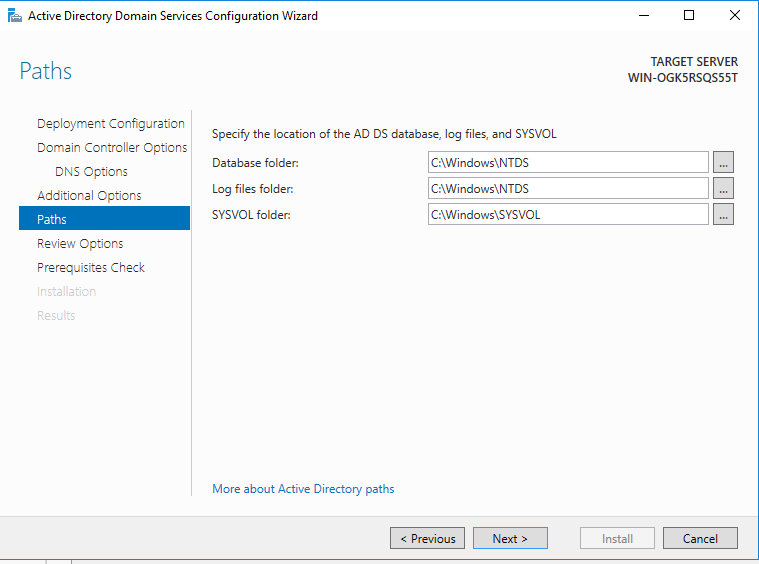 Active Directory Domain Services Configuration Wizard
Paths
TARGET SERVER
WIN-OGK5RSQS55T
Deployment Configuration
Domain Controller Options
DNS Options
Additional Options
Paths
Review Options
Prerequisites Check
Installation
Results
Specify the location of the AD DS database, log files, and SYSVOL
Database folder: C:\Windows\NTDS ...
Log files folder: C:\Windows\NTDS ...
SYSVOL folder: C:\Windows\SYSVOL ...
More about Active Directory paths
< Previous Next > Install Cancel